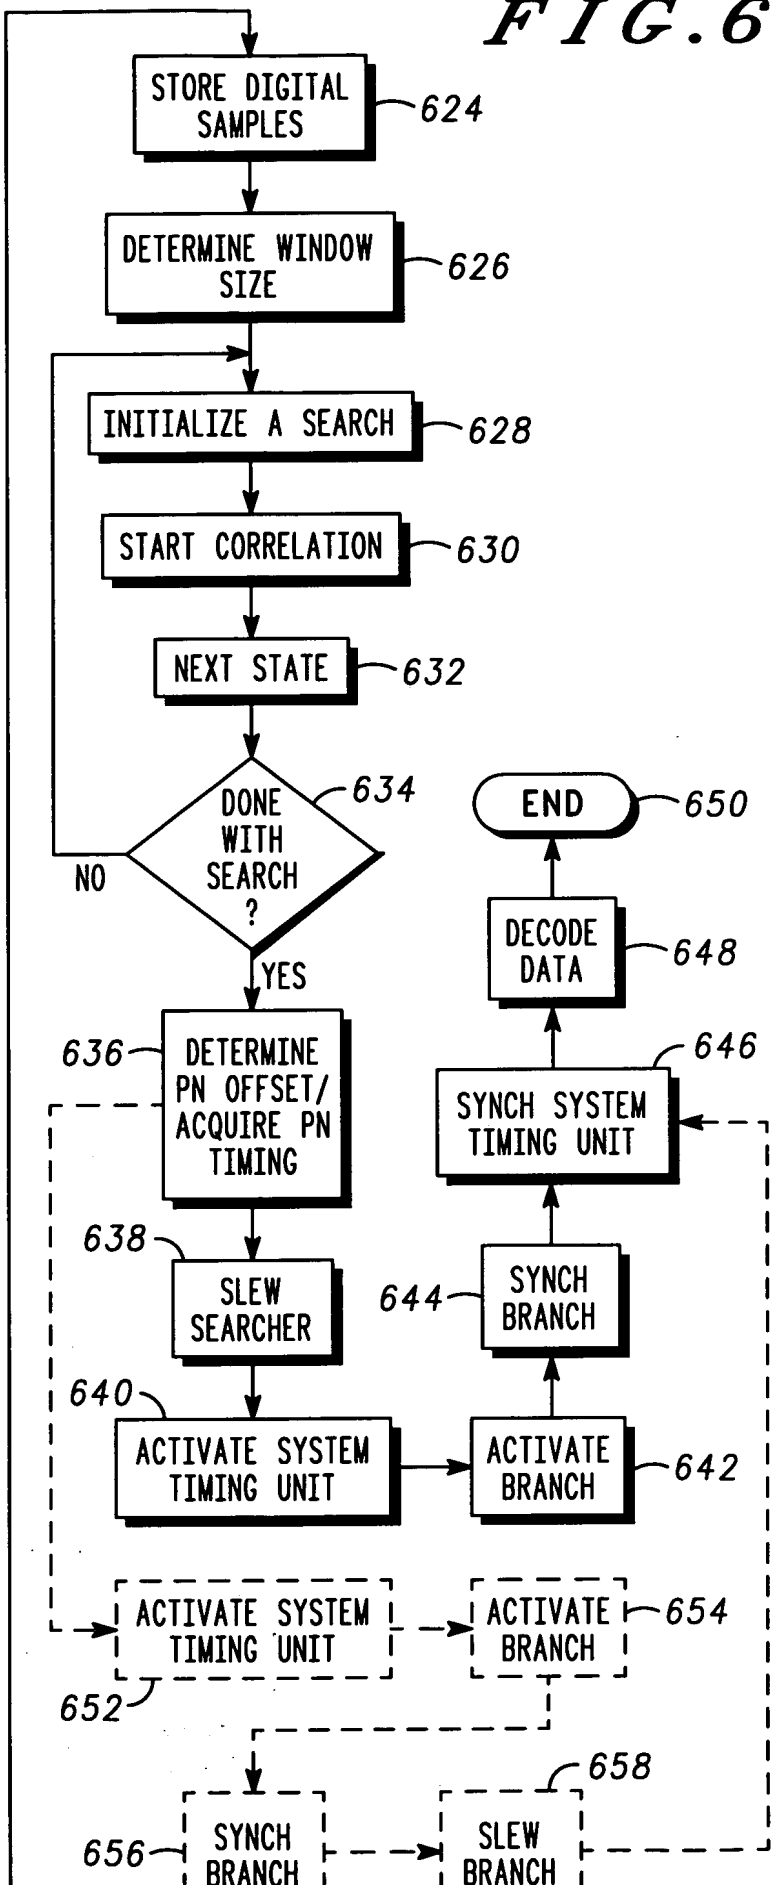 FIG.6
STORE DIGITAL
SAMPLES
624
DETERMINE WINDOW
SIZE
626
INITIALIZE A SEARCH
628
START CORRELATION
630
NEXT STATE
632
DONE
WITH
SEARCH
?
634
NO
YES
636
DETERMINE
PN OFFSET/
ACQUIRE PN
TIMING
638
SLEW
SEARCHER
640
ACTIVATE SYSTEM
TIMING UNIT
ACTIVATE
BRANCH
642
644
SYNCH
BRANCH
SYNCH SYSTEM
TIMING UNIT
646
DECODE
DATA
648
END
650
ACTIVATE SYSTEM
TIMING UNIT
652
ACTIVATE
BRANCH
654
656
SYNCH
BRANCH
658
SLEW
BRANCH